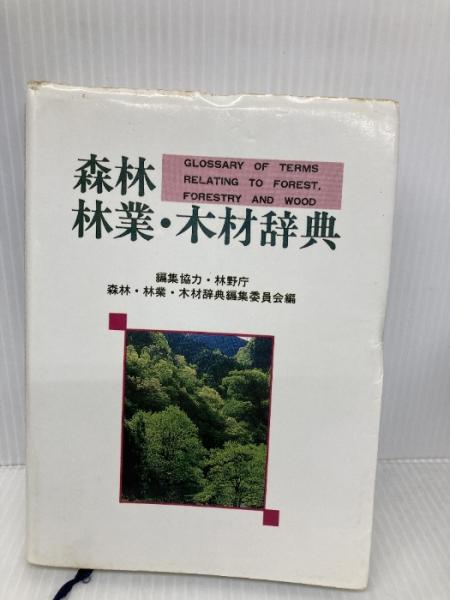 森林
GLOSSARY OF TERMS
RELATING TO FOREST,
FORESTRY AND WOOD
林業・木材辞典
編集協力・林野庁
森林・林業・木材辞典編集委員会編